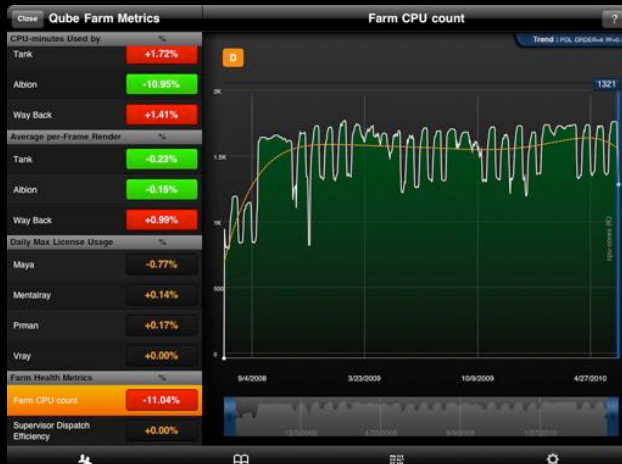 Close Qube Farm Metrics
Farm CPU count
?
CPU-minutes Used by %
Tank +1.72%
Albion -10.95%
Way Back +1.41%
Average per-Frame Render %
Tank -0.23%
Albion -0.15%
Way Back +0.99%
Daily Max License Usage %
Maya -0.77%
Mentalray +0.14%
Prman +0.17%
Vray +0.00%
Farm Health Metrics %
Farm CPU count -11.04%
Supervisor Dispatch
Efficiency +0.00%
Trend : POL ORDER=6
D
1321
2K
1.5K
1K
500
0
cpu-cores (K)
9/4/2008 3/23/2009 10/9/2009 4/27/2010